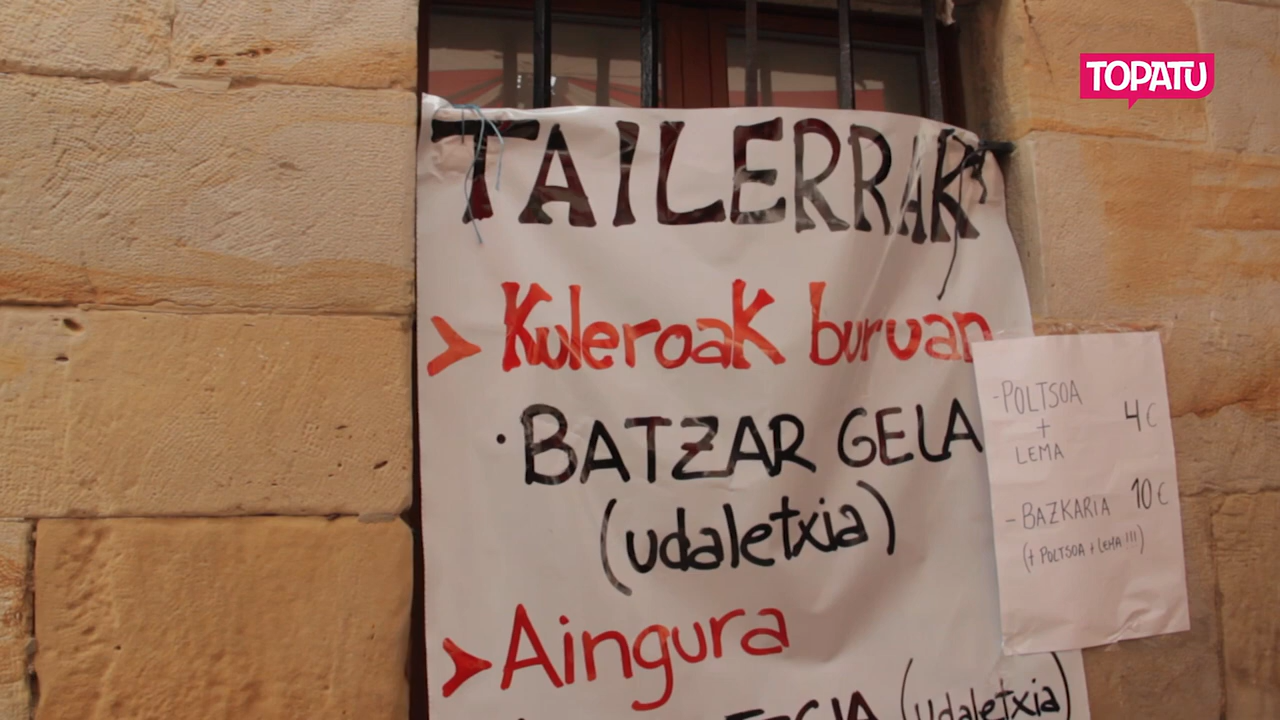 TOPATU
TAILERRAK
> Kuleroak buruan
· BATZAR GELA
(udaletxia)
> Aingura
(udaletxia)
- POLTSOA
+
LEMA
4€
- BAZKARIA 10€
(+ POLTSOA + LEMA !!!)